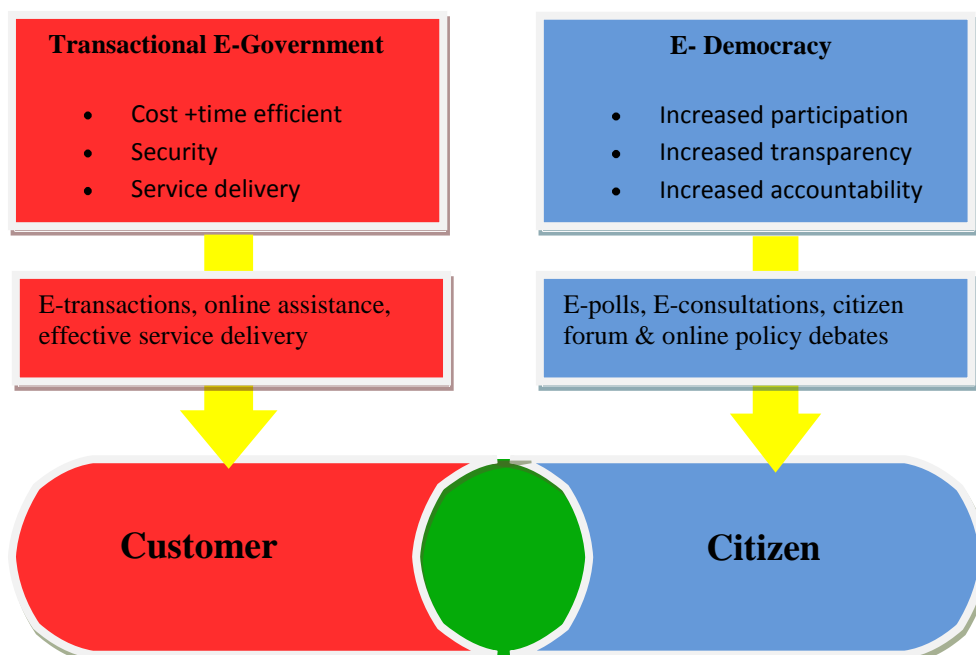 Transactional E-Government
• Cost +time efficient
• Security
• Service delivery
E-transactions, online assistance,
effective service delivery
Customer
E- Democracy
• Increased participation
• Increased transparency
• Increased accountability
E-polls, E-consultations, citizen
forum & online policy debates
Citizen